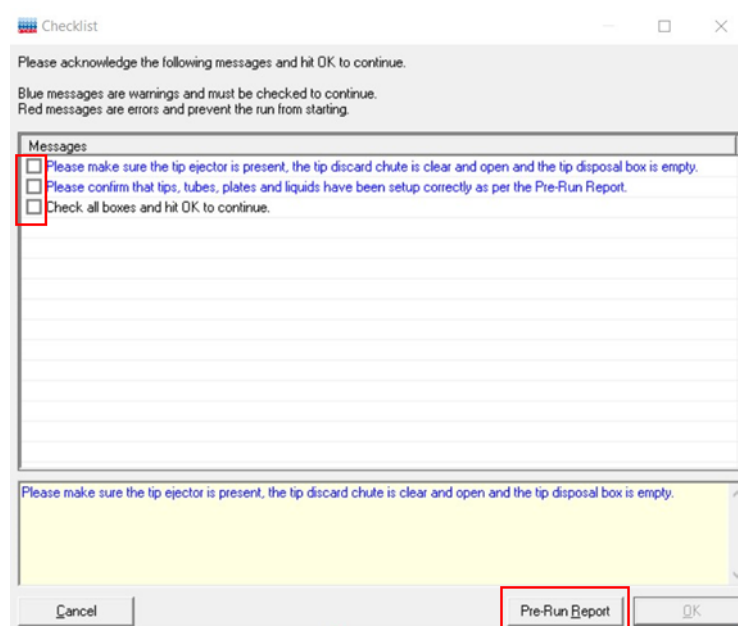 Checklist
Please acknowledge the following messages and hit OK to continue.
Blue messages are warnings and must be checked to continue.
Red messages are errors and prevent the run from starting.
Messages
Please make sure the tip ejector is present, the tip discard chute is clear and open and the tip disposal box is empty.
Please confirm that tips, tubes, plates and liquids have been setup correctly as per the Pre-Run Report.
Check all boxes and hit OK to continue.
Please make sure the tip ejector is present, the tip discard chute is clear and open and the tip disposal box is empty.
Cancel Pre-Run Report OK